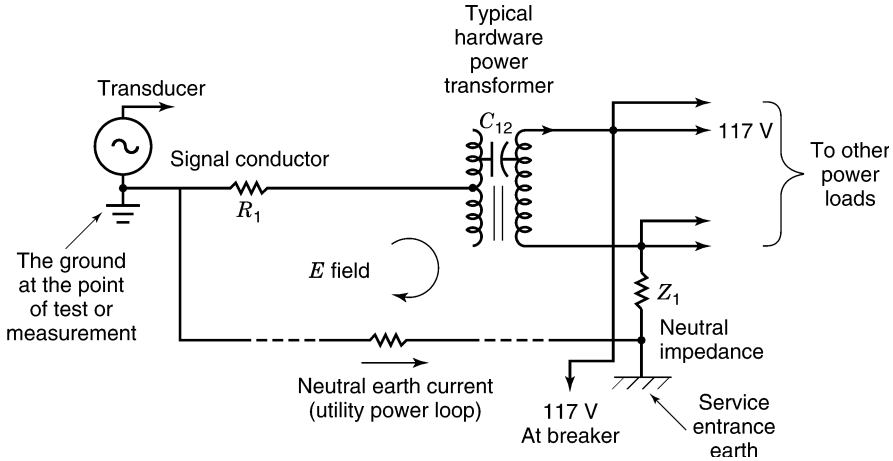 Typical
hardware
power
transformer
Transducer
C12
117 V
To other
power
loads
Signal conductor
R1
The ground
at the point
of test or
measurement
E field
Z1
Neutral
impedance
Neutral earth current
(utility power loop)
117 V
At breaker
Service
entrance
earth